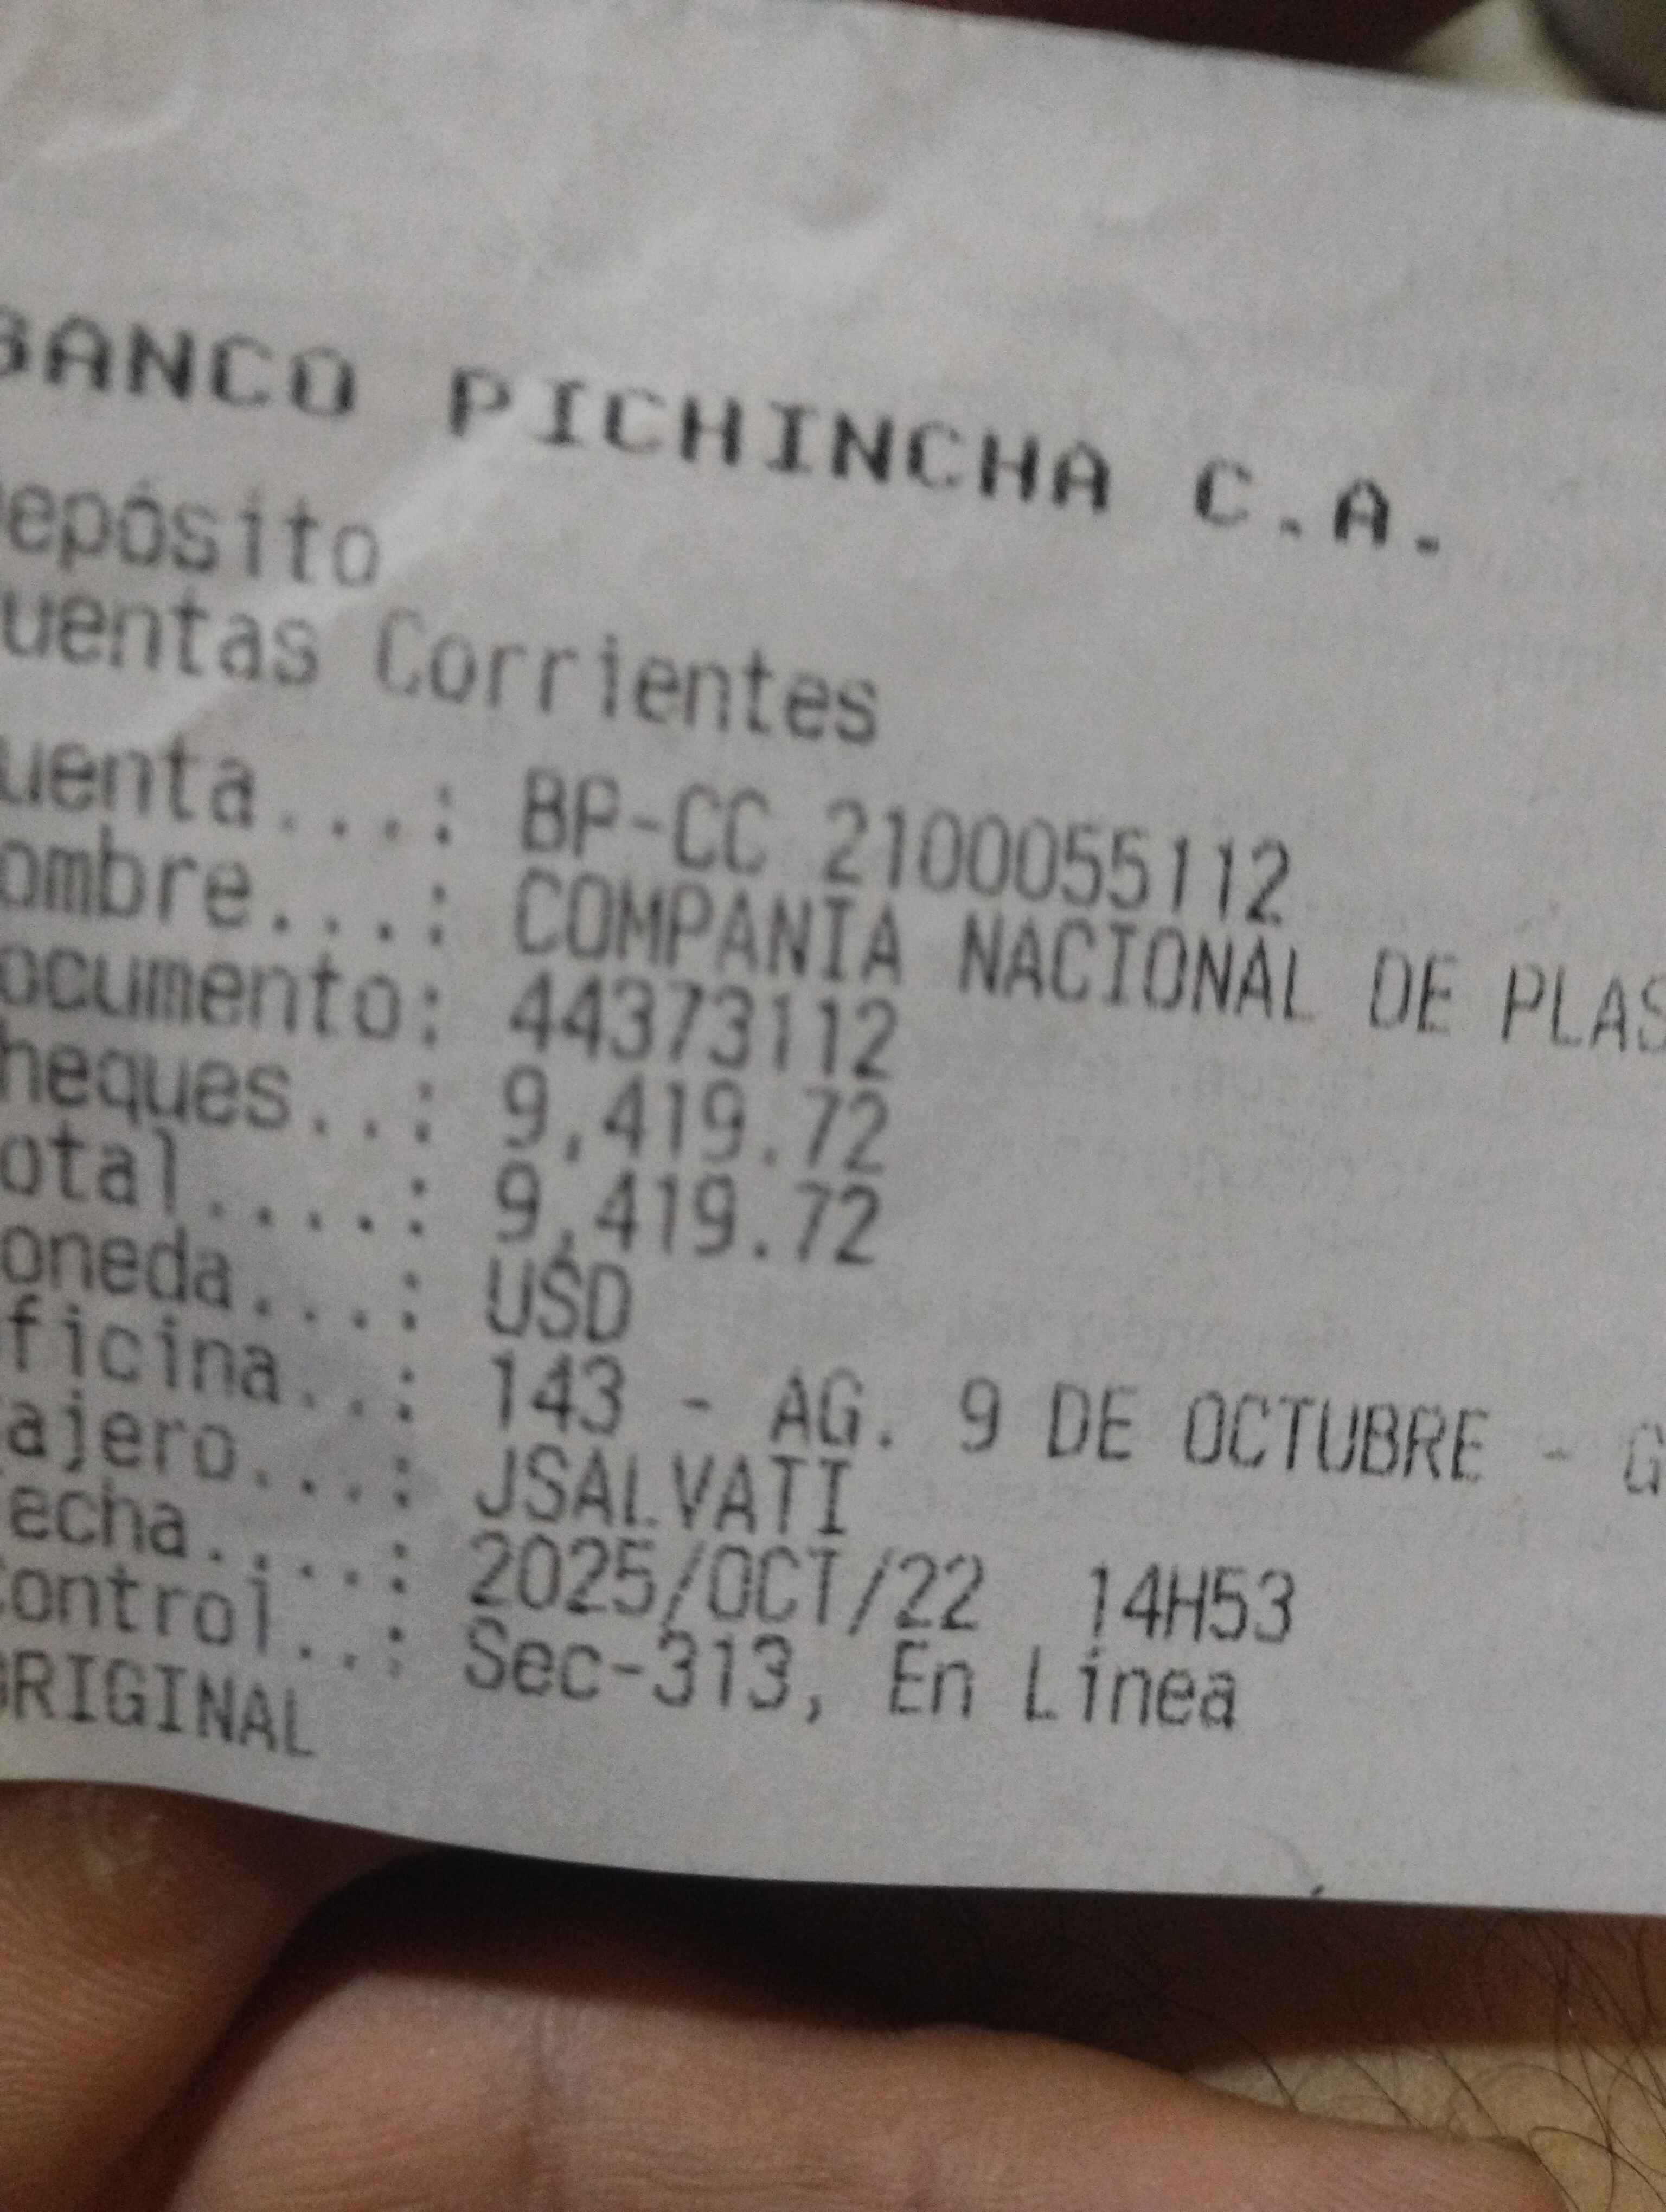 BANCO PICHINCHA C.A.
epósito
uentas Corrientes
uenta...: BP-CC 2100055112
ombre...: COMPANIA NACIONAL DE PLAS
ocumento: 44373112
heques..: 9,419.72
otal....: 9,419.72
oneda...: USD
ficina..: 143 - AG. 9 DE OCTUBRE - G
ajero...: JSALVATI
echa....: 2025/OCT/22 14H53
Control..: Sec-313, En Línea
ORIGINAL